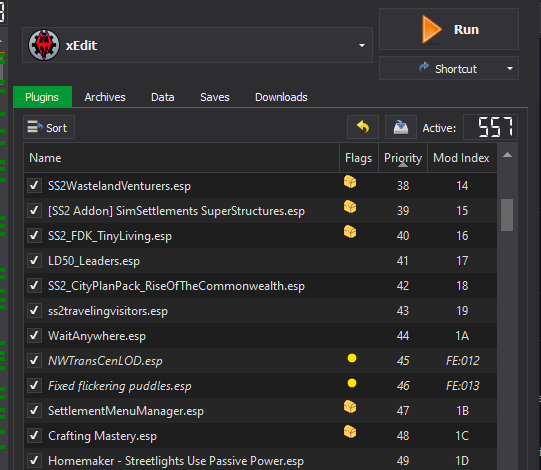 xEdit
Run
Shortcut
Plugins Archives Data Saves Downloads
Sort Active: 557
Name Flags Priority Mod Index
SS2WastelandVenturers.esp 38 14
[SS2 Addon] SimSettlements SuperStructures.esp 39 15
SS2_FDK_TinyLiving.esp 40 16
LD50_Leaders.esp 41 17
SS2_CityPlanPack_RiseOfTheCommonwealth.esp 42 18
ss2travelingvisitors.esp 43 19
WaitAnywhere.esp 44 1A
NWTransCenLOD.esp 45 FE:012
Fixed flickering puddles.esp 46 FE:013
SettlementMenuManager.esp 47 1B
Crafting Mastery.esp 48 1C
Homemaker - Streetlights Use Passive Power.esp 49 1D